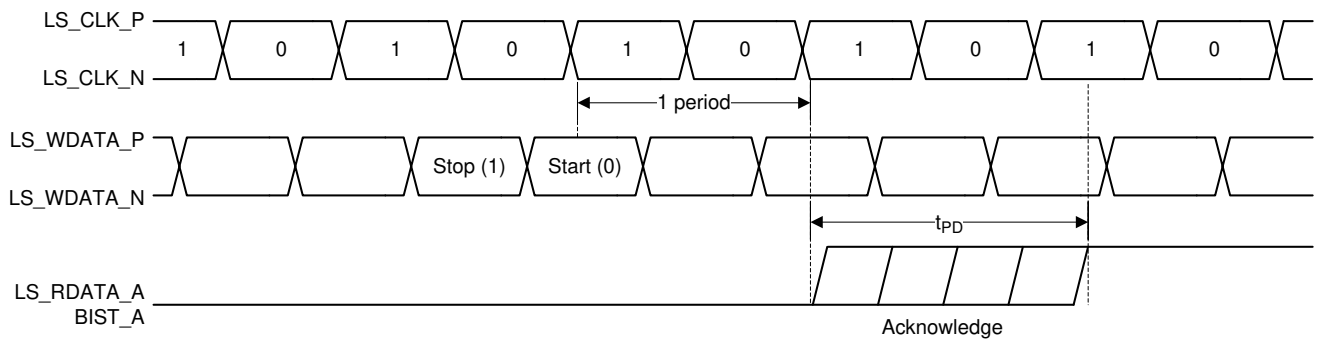 LS_CLK_P
1 0 1 0 1 0 1 0 1 0
LS_CLK_N
1 period
LS_WDATA_P
Stop (1) Start (0)
LS_WDATA_N
tPD
LS_RDATA_A
BIST_A
Acknowledge